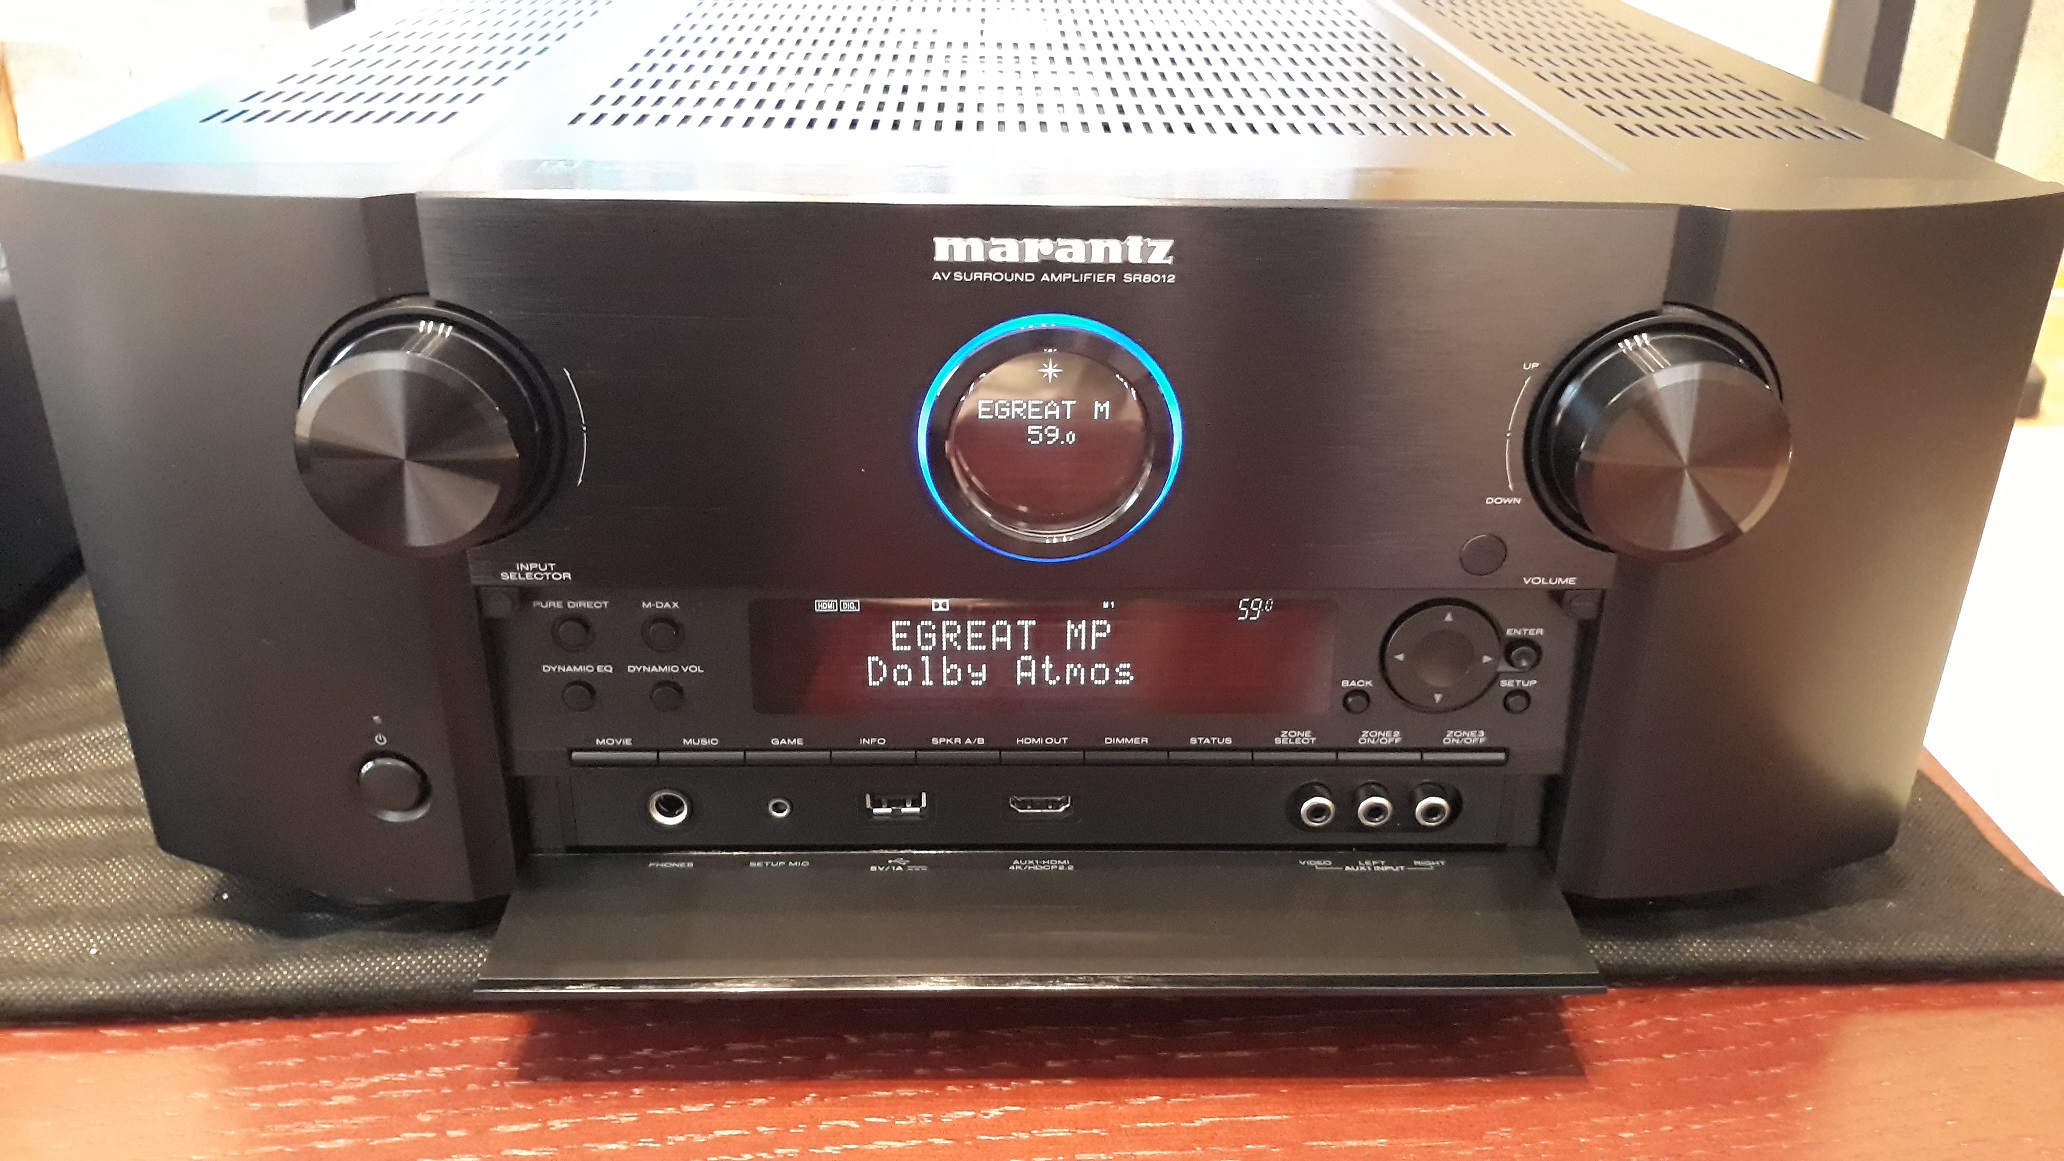 marantz
AV SURROUND AMPLIFIER SR8012
EGREAT M
59.0
UP
DOWN
INPUT
SELECTOR
VOLUME
PURE DIRECT
M-DAX
HDMI DIG.
M1
59.0
EGREAT MP
Dolby Atmos
DYNAMIC EQ
DYNAMIC VOL
ENTER
BACK
SETUP
MOVIE
MUSIC
GAME
INFO
SPKR A/B
HDMI OUT
DIMMER
STATUS
ZONE
SELECT
ZONE2
ON/OFF
ZONE3
ON/OFF
PHONES
SETUP MIC
5V/1A
AUX1-HDMI
4K/HDCP2.2
VIDEO
LEFT
RIGHT
AUX1 INPUT